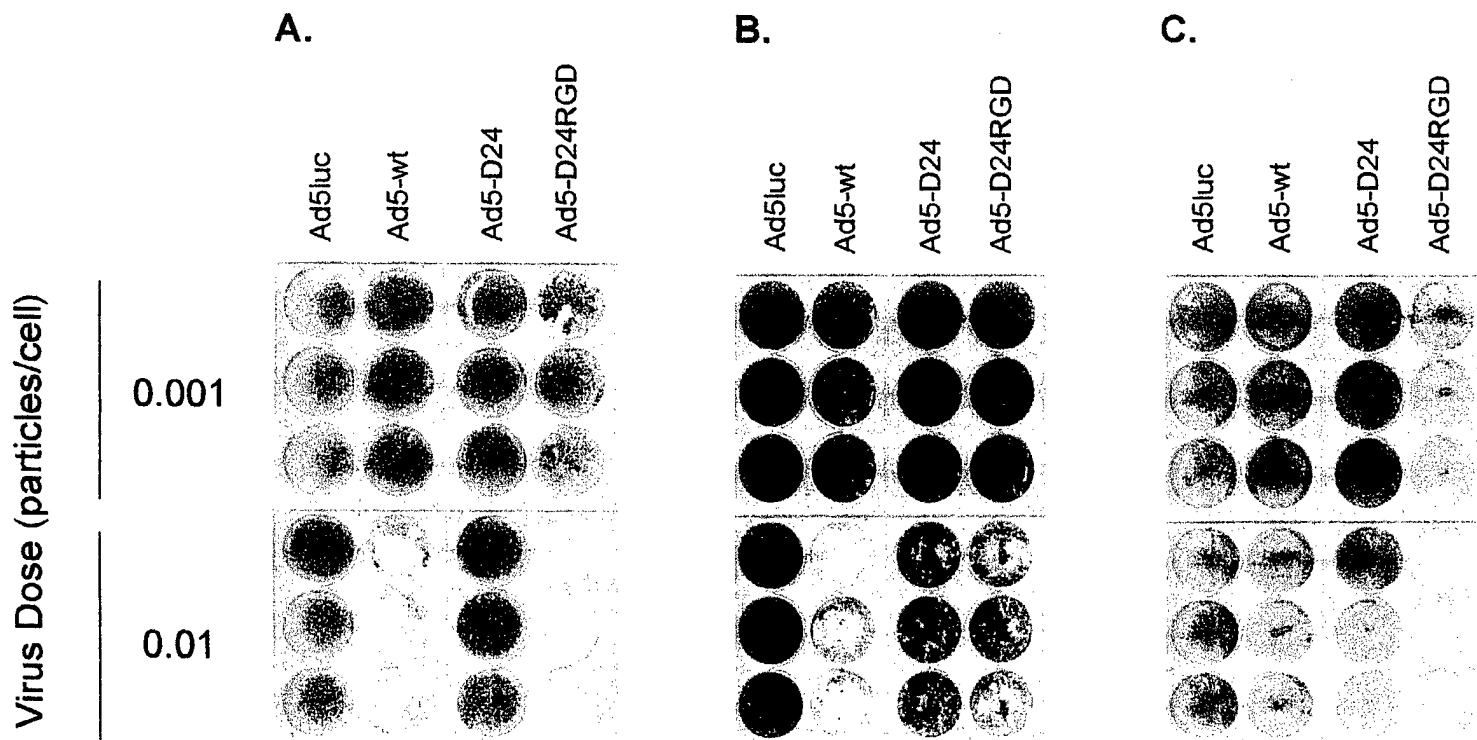 A.
B.
C.
Ad5luc
Ad5-wt
Ad5-D24
Ad5-D24RGD
Ad5luc
Ad5-wt
Ad5-D24
Ad5-D24RGD
Ad5luc
Ad5-wt
Ad5-D24
Ad5-D24RGD
Virus Dose (particles/cell)
0.001
0.01